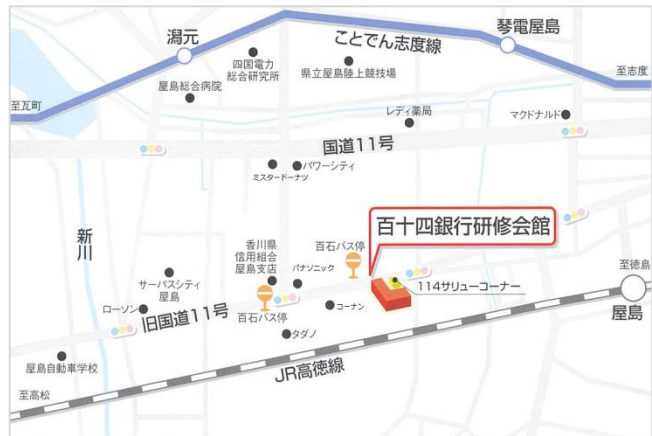 潟元
ことでん志度線
琴電屋島
四国電力
総合研究所
県立屋島陸上競技場
至志度
屋島総合病院
至瓦町
レディ薬局
マクドナルド
国道11号
パワーシティ
ミスタードーナツ
新川
百十四銀行研修会館
香川県
信用組合
屋島支店
百石バス停
パナソニック
サーパスシティ
屋島
114サリューコーナー
至徳島
屋島
ローソン
旧国道11号
百石バス停
コーナン
タダノ
屋島自動車学校
JR高徳線
至高松